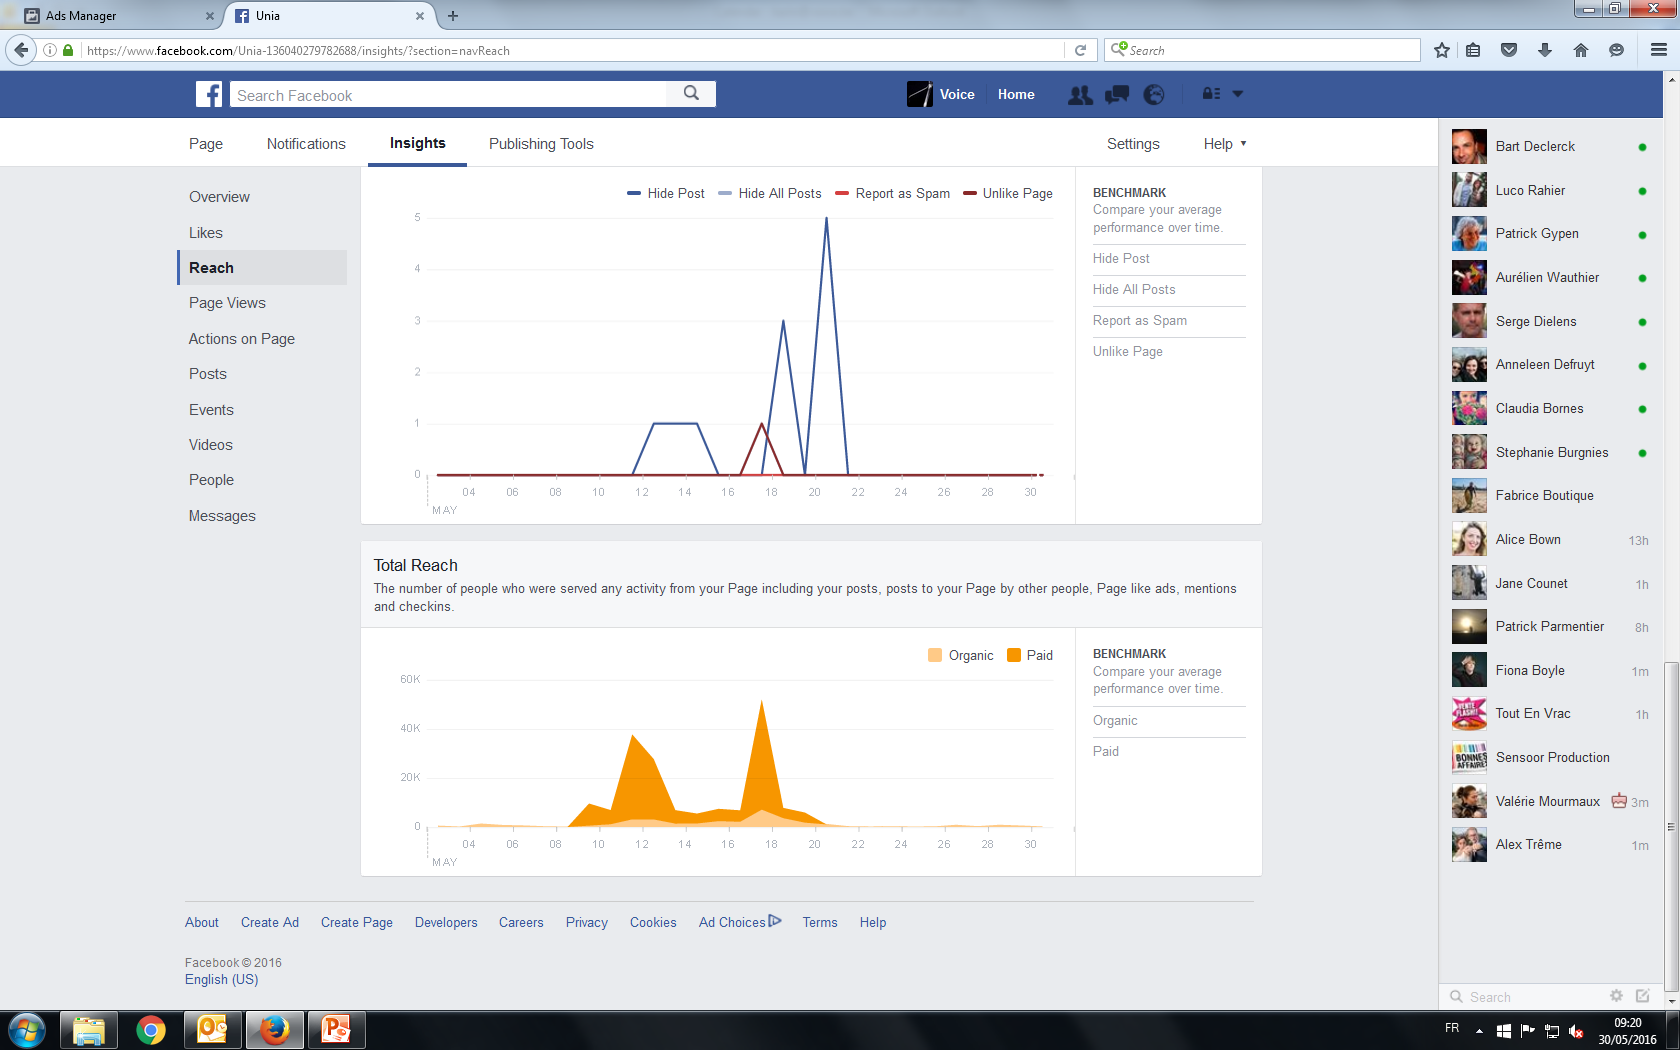 Ads Manager
Unia
https://www.facebook.com/Unia-136040279782688/insights/?section=navReach
Search
Search Facebook
Voice
Home
Page
Notifications
Insights
Publishing Tools
Settings
Help
Overview
Likes
Reach
Page Views
Actions on Page
Posts
Events
Videos
People
Messages
Hide Post
Hide All Posts
Report as Spam
Unlike Page
5
4
3
2
1
0
04 06 08 10 12 14 16 18 20 22 24 26 28 30
MAY
BENCHMARK
Compare your average
performance over time.
Hide Post
Hide All Posts
Report as Spam
Unlike Page
Total Reach
The number of people who were served any activity from your Page including your posts, posts to your Page by other people, Page like ads, mentions
and checkins.
Organic
Paid
60K
40K
20K
0
04 06 08 10 12 14 16 18 20 22 24 26 28 30
MAY
BENCHMARK
Compare your average
performance over time.
Organic
Paid
About Create Ad Create Page Developers Careers Privacy Cookies Ad Choices Terms Help
Facebook © 2016
English (US)
Bart Declerck
Luco Rahier
Patrick Gypen
Aurélien Wauthier
Serge Dielens
Anneleen Defruyt
Claudia Bornes
Stephanie Burgnies
Fabrice Boutique
Alice Bown 13h
Jane Counet 1h
Patrick Parmentier 8h
Fiona Boyle 1m
VENTE
FLASH!!
Tout En Vrac 1h
BONNES
AFFAIRE
Sensoor Production
Valérie Mourmaux 3m
Alex Trême 1m
Search
FR
09:20
30/05/2016